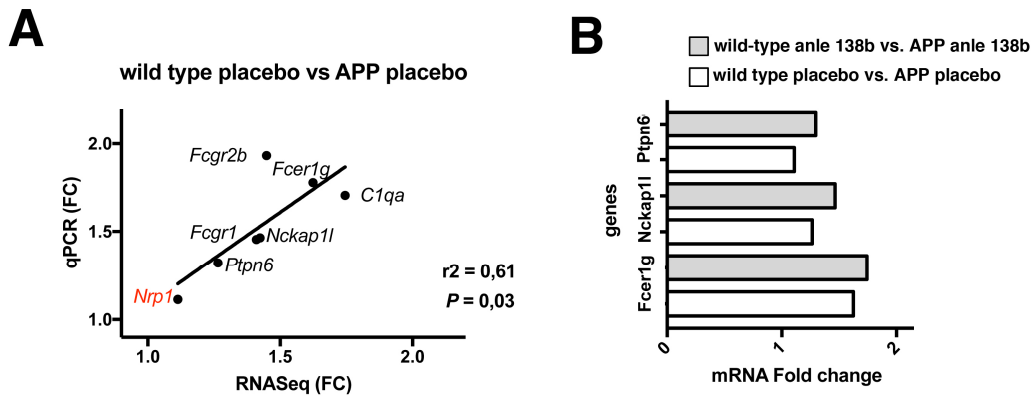 A
wild type placebo vs APP placebo
qPCR (FC)
2.0
1.5
1.0
Fcgr2b
Fcer1g
C1qa
Fcgr1
Nckap1l
Ptpn6
Nrp1
r2 = 0,61
P = 0,03
1.0
1.5
2.0
RNASeq (FC)
B
wild-type anle 138b vs. APP anle 138b
wild type placebo vs. APP placebo
genes
Ptpn6
Nckap1l
Fcer1g
0
1
2
mRNA Fold change